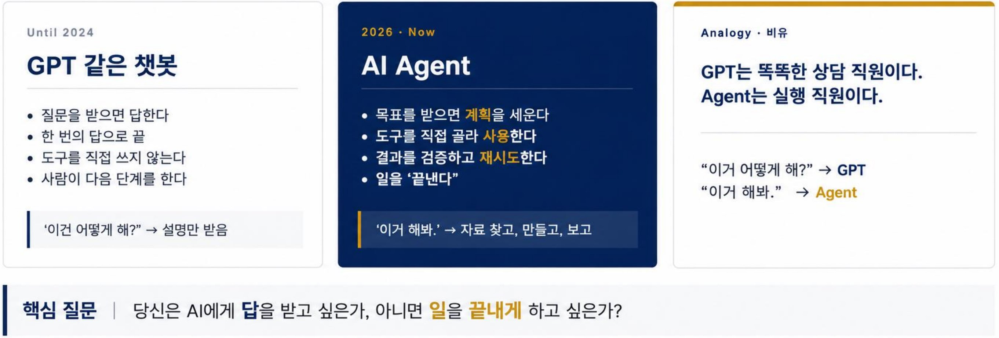 Until 2024
GPT 같은 챗봇
• 질문을 받으면 답한다
• 한 번의 답으로 끝
• 도구를 직접 쓰지 않는다
• 사람이 다음 단계를 한다
‘이건 어떻게 해?” → 설명만 받음
2026 · Now
AI Agent
• 목표를 받으면 계획을 세운다
• 도구를 직접 골라 사용한다
• 결과를 검증하고 재시도한다
• 일을 ‘끝낸다”
‘이거 해봐.’ → 자료 찾고, 만들고, 보고
Analogy · 비유
GPT는 똑똑한 상담 직원이다.
Agent는 실행 직원이다.
“이거 어떻게 해?” → GPT
“이거 해봐.” → Agent
핵심 질문 | 당신은 AI에게 답을 받고 싶은가, 아니면 일을 끝내게 하고 싶은가?